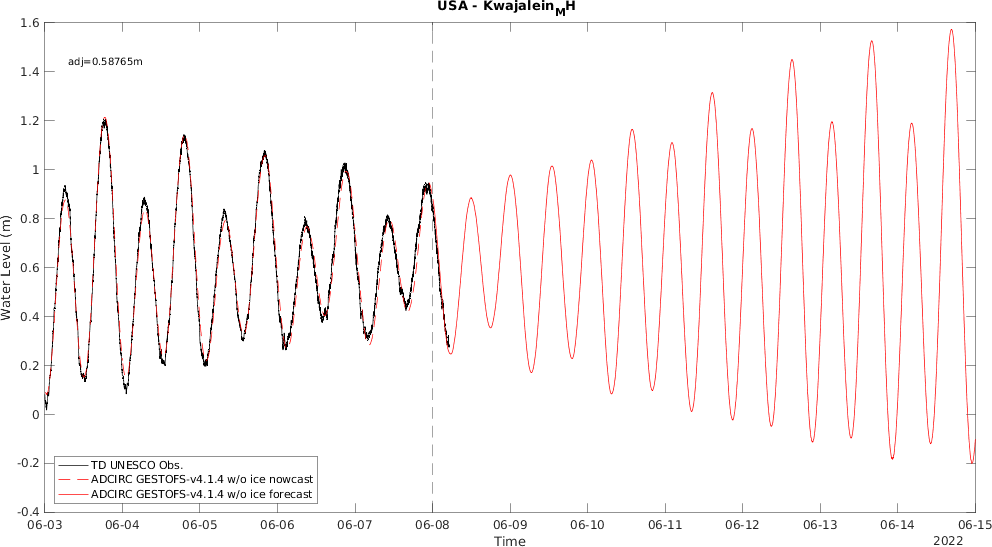 USA - Kwajalein_MH
1.6
adj=0.58765m
1.4
1.2
1
0.8
0.6
0.4
0.2
0
-0.2
-0.4
Water Level (m)
TD UNESCO Obs.
ADCIRC GESTOFS-v4.1.4 w/o ice nowcast
ADCIRC GESTOFS-v4.1.4 w/o ice forecast
06-03 06-04 06-05 06-06 06-07 06-08 06-09 06-10 06-11 06-12 06-13 06-14 06-15
Time
2022